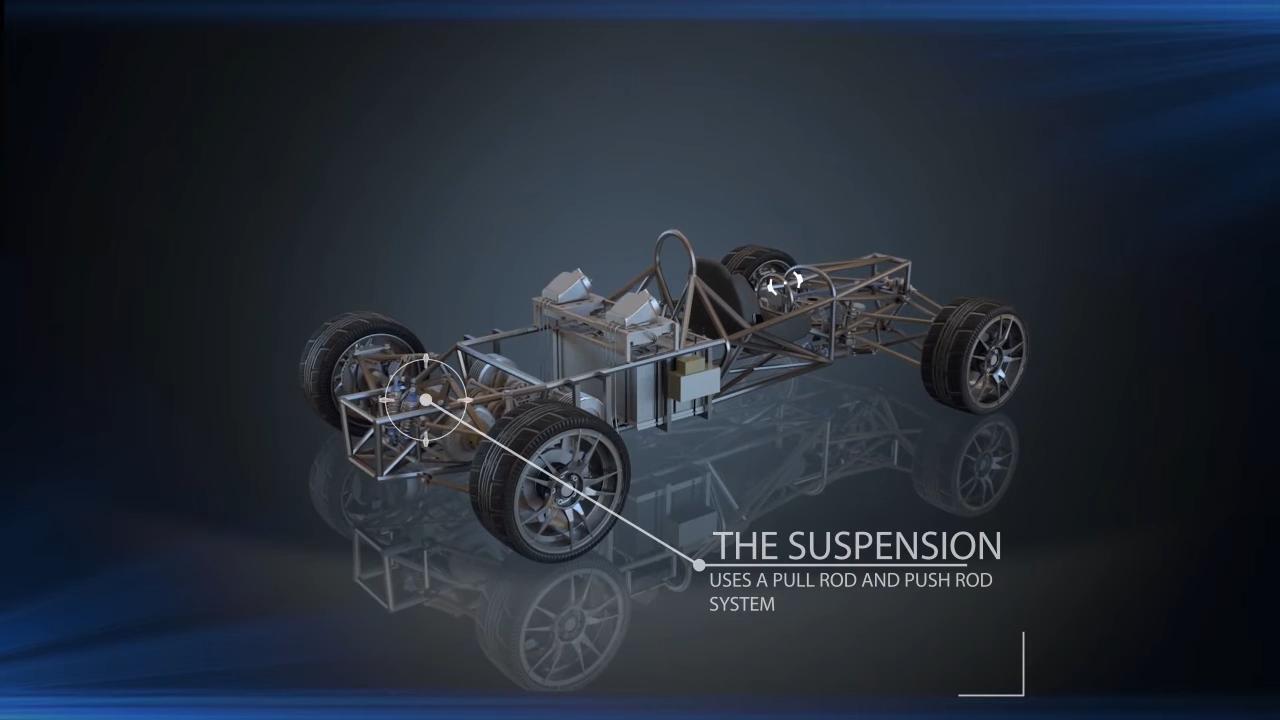 THE SUSPENSION
USES A PULL ROD AND PUSH ROD
SYSTEM